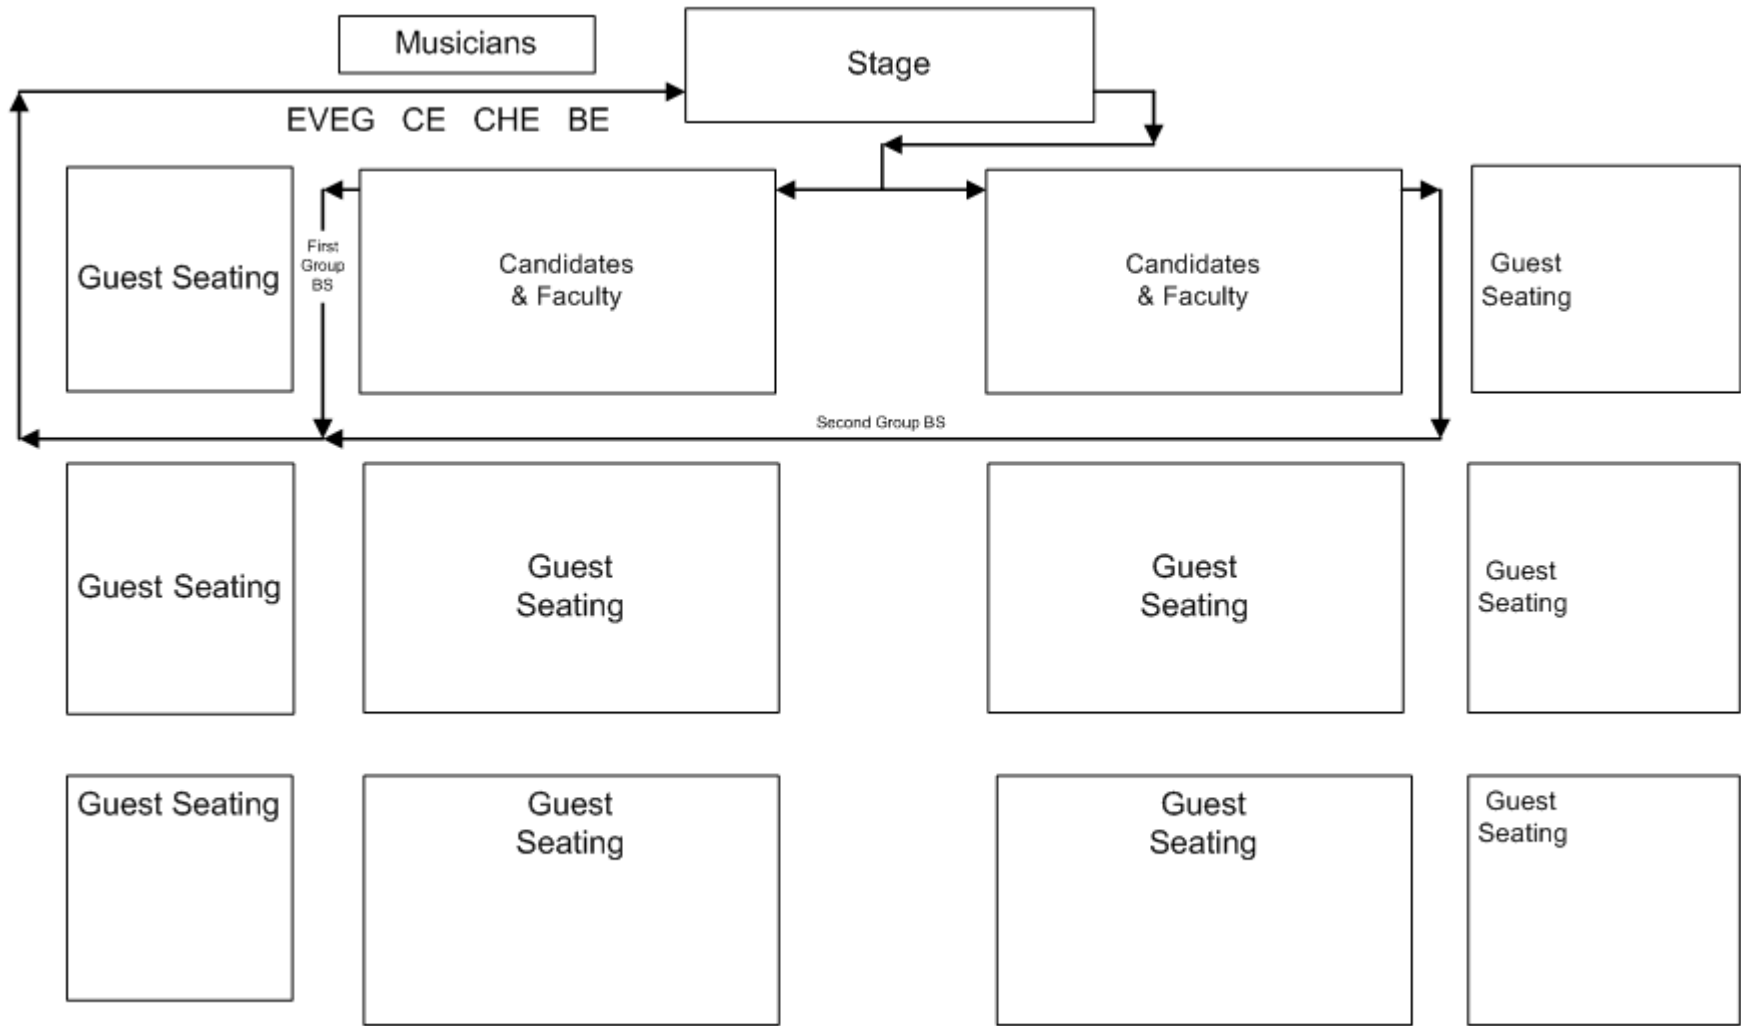 Musicians
Stage
EVEG CE CHE BE
Guest Seating
First
Group
BS
Candidates
& Faculty
Candidates
& Faculty
Guest
Seating
Second Group BS
Guest Seating
Guest
Seating
Guest
Seating
Guest
Seating
Guest Seating
Guest
Seating
Guest
Seating
Guest
Seating